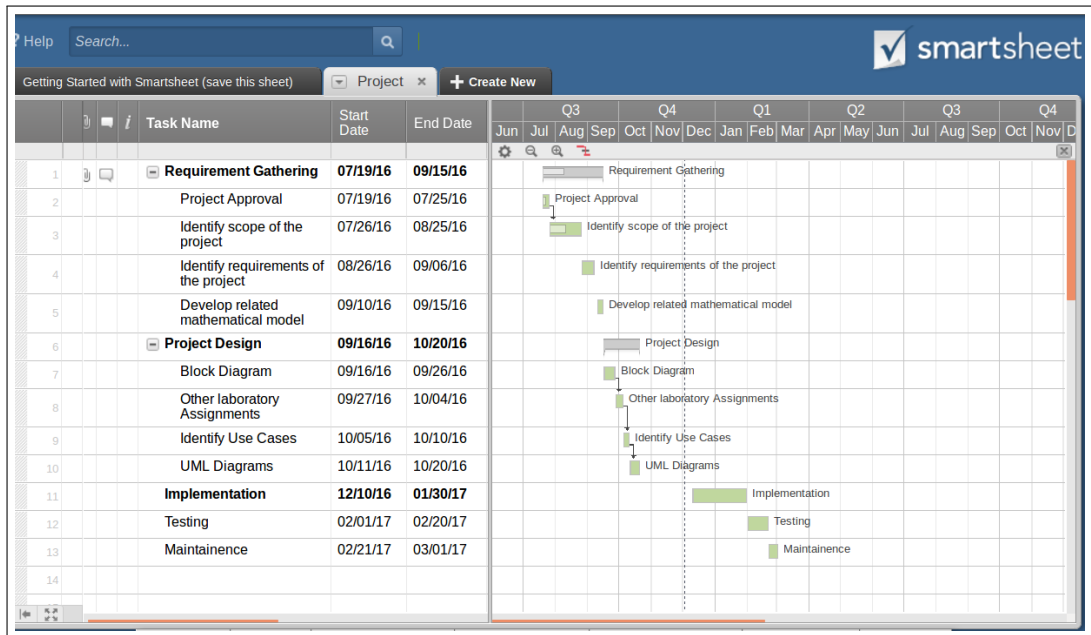 ? Help Search...
smartsheet
Getting Started with Smartsheet (save this sheet) Project × + Create New
i Task Name Start Date End Date
Q3 Q4 Q1 Q2 Q3 Q4
Jun Jul Aug Sep Oct Nov Dec Jan Feb Mar Apr May Jun Jul Aug Sep Oct Nov D
1 Requirement Gathering 07/19/16 09/15/16 Requirement Gathering
2 Project Approval 07/19/16 07/25/16 Project Approval
3 Identify scope of the project 07/26/16 08/25/16 Identify scope of the project
4 Identify requirements of the project 08/26/16 09/06/16 Identify requirements of the project
5 Develop related mathematical model 09/10/16 09/15/16 Develop related mathematical model
6 Project Design 09/16/16 10/20/16 Project Design
7 Block Diagram 09/16/16 09/26/16 Block Diagram
8 Other laboratory Assignments 09/27/16 10/04/16 Other laboratory Assignments
9 Identify Use Cases 10/05/16 10/10/16 Identify Use Cases
10 UML Diagrams 10/11/16 10/20/16 UML Diagrams
11 Implementation 12/10/16 01/30/17 Implementation
12 Testing 02/01/17 02/20/17 Testing
13 Maintainence 02/21/17 03/01/17 Maintainence
14